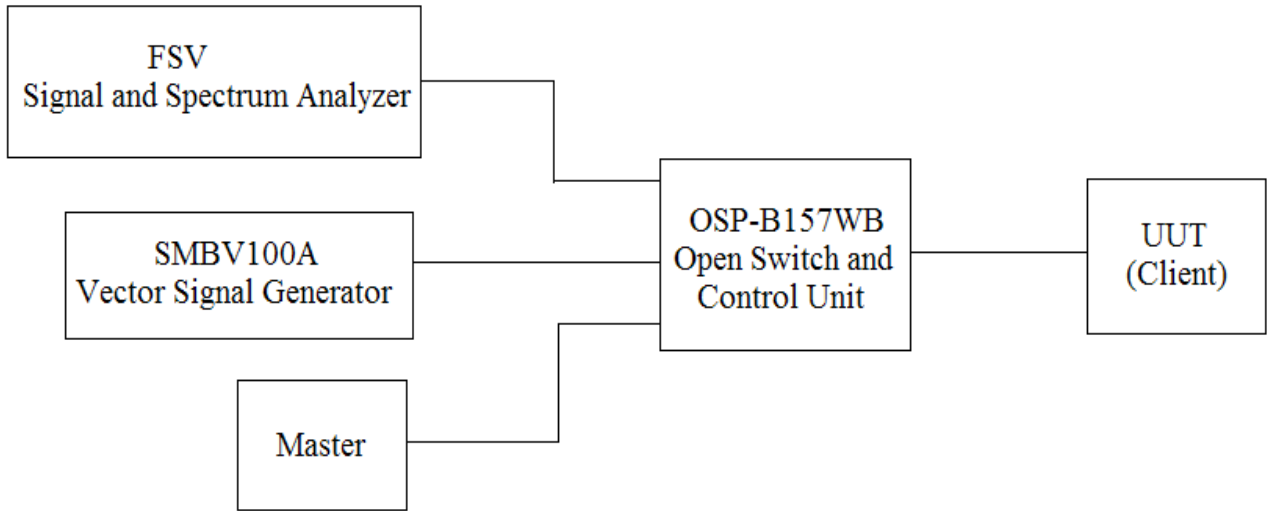 FSV
Signal and Spectrum Analyzer
SMBV100A
Vector Signal Generator
Master
OSP-B157WB
Open Switch and
Control Unit
UUT
(Client)